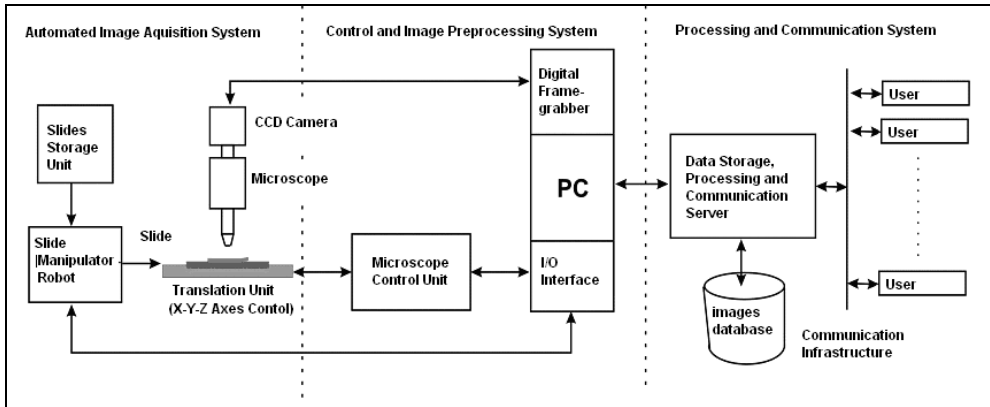 Automated Image Aquisition System
Control and Image Preprocessing System
Processing and Communication System
Slides
Storage
Unit
CCD Camera
Microscope
Slide
Manipulator
Robot
Slide
Translation Unit
(X-Y-Z Axes Contol)
Microscope
Control Unit
Digital
Frame-
grabber
PC
I/O
Interface
Data Storage,
Processing and
Communication
Server
images
database
User
User
User
Communication
Infrastructure